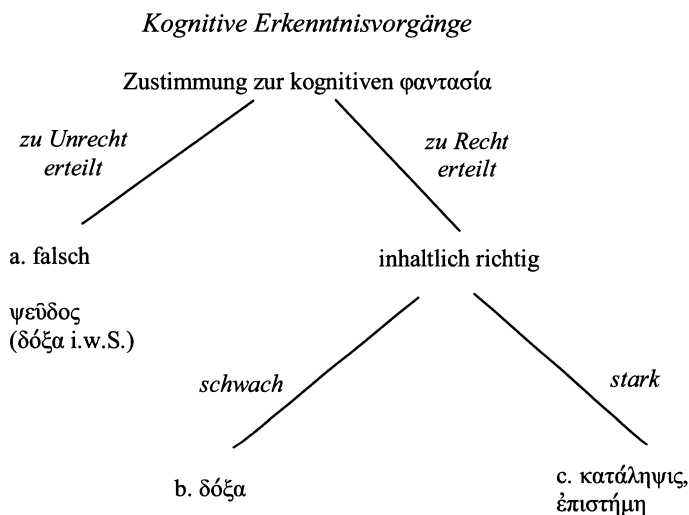 Kognitive Erkenntnisvorgänge
Zustimmung zur kognitiven φαντασία
zu Unrecht
erteilt
zu Recht
erteilt
a. falsch
inhaltlich richtig
ψεῦδος
(δόξα i.w.S.)
schwach
stark
b. δόξα
c. κατάληψις,
ἐπιστήμη